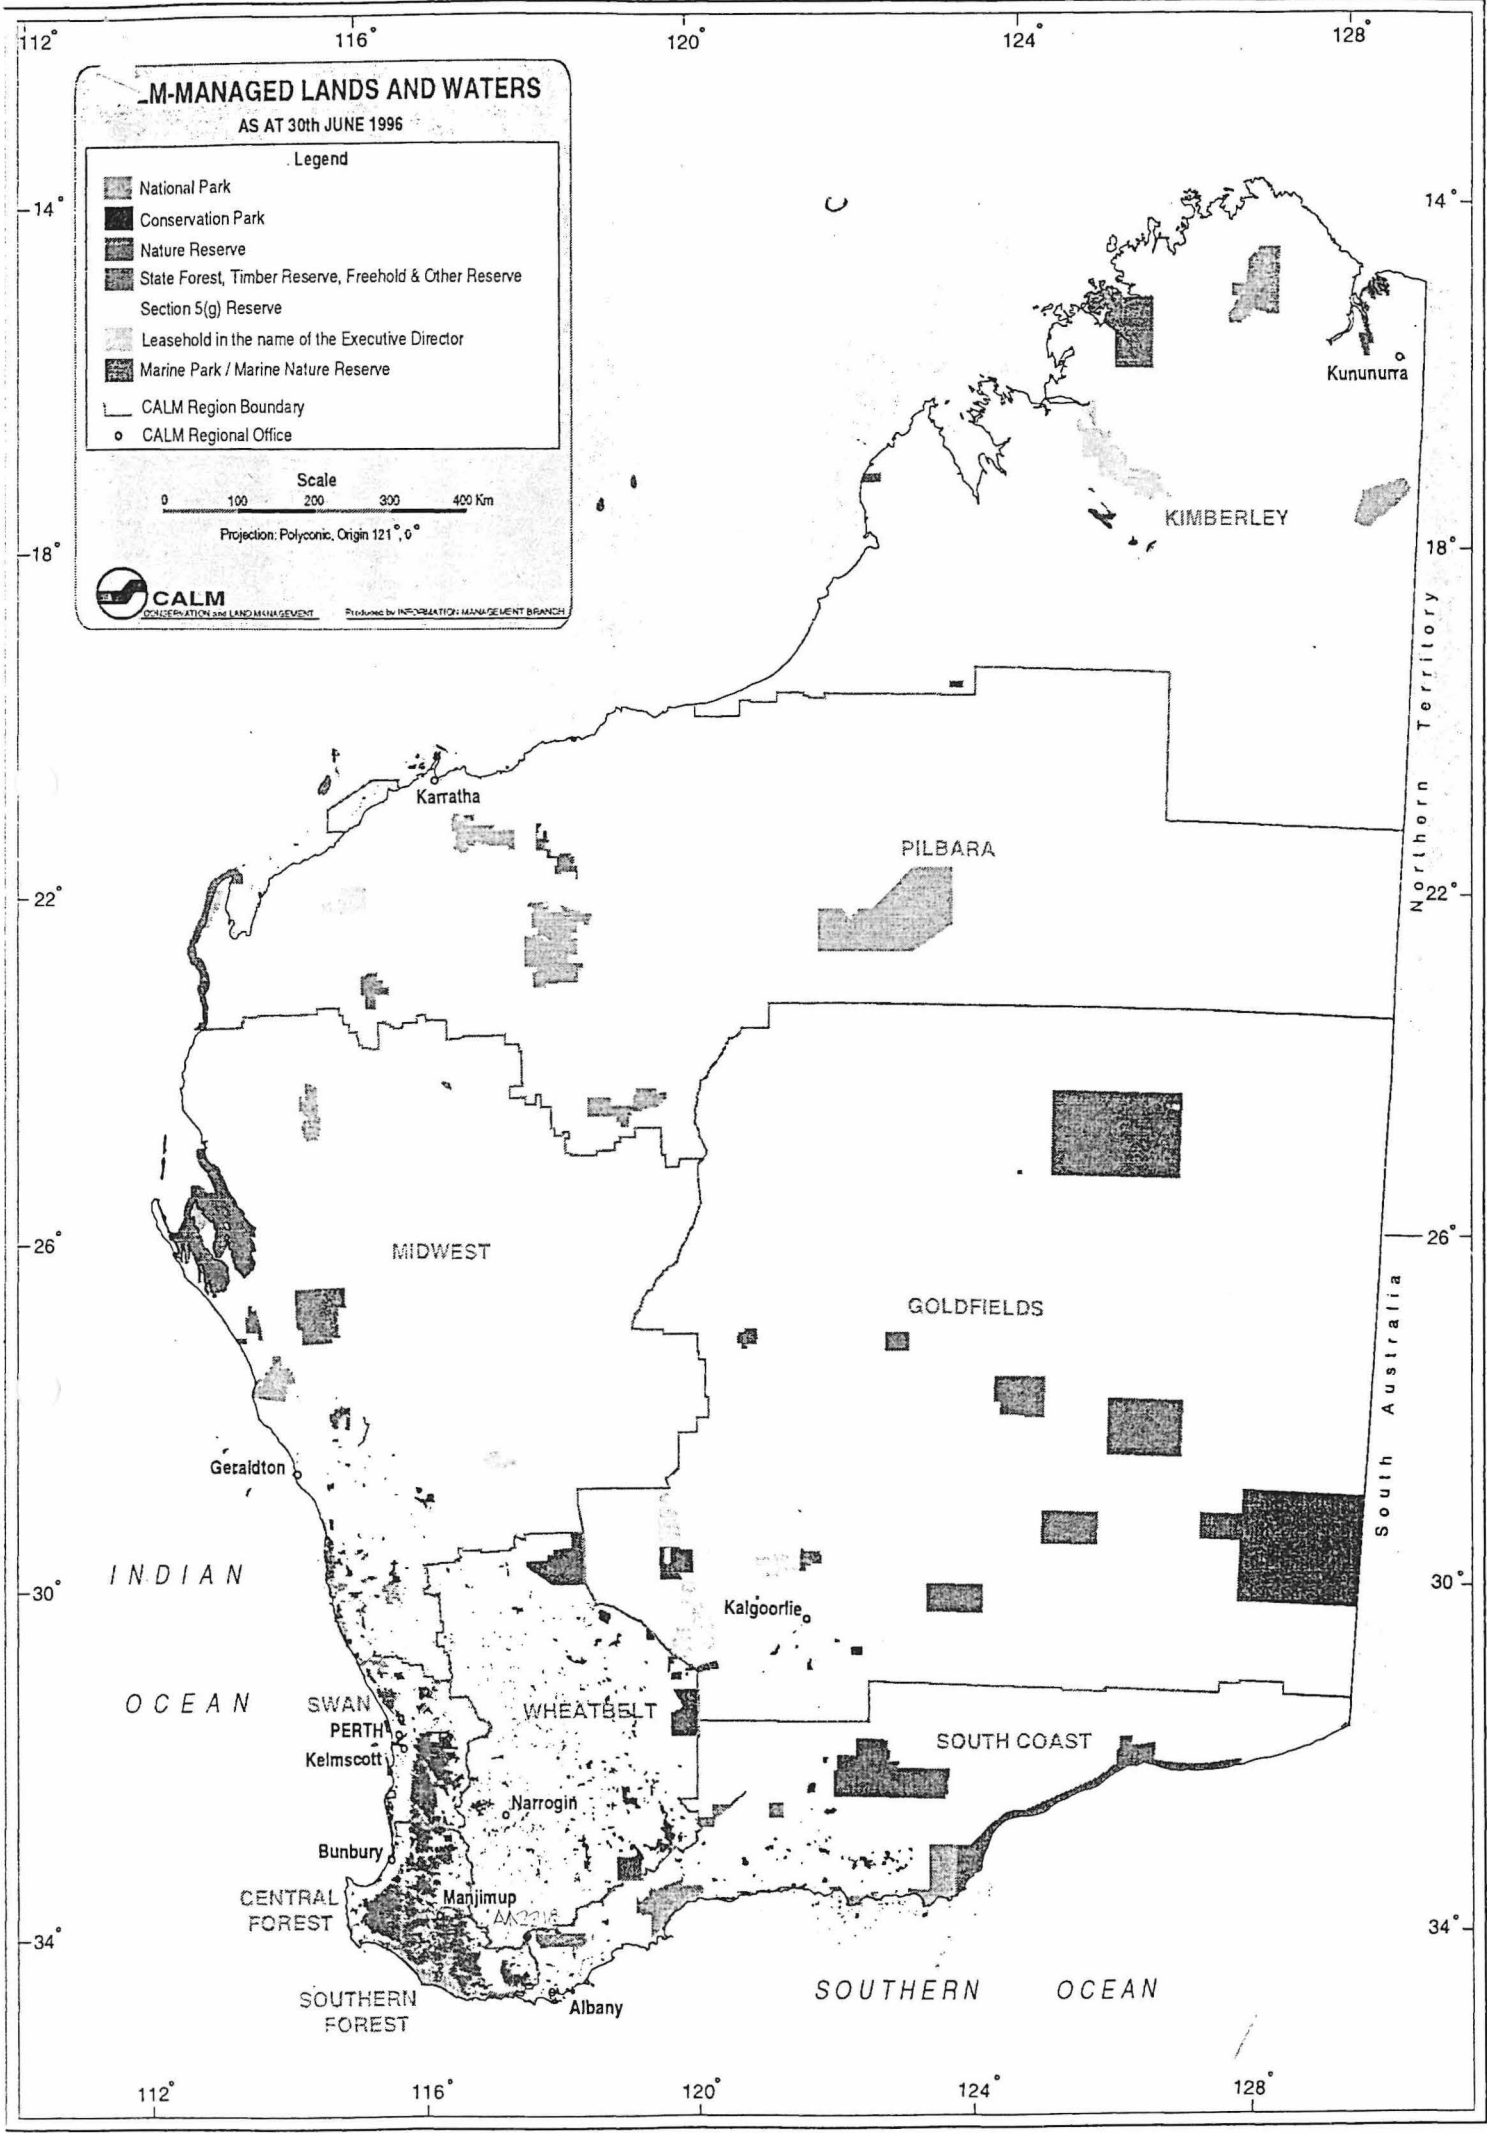 112° 116° 120° 124° 128°
LM-MANAGED LANDS AND WATERS
AS AT 30th JUNE 1996
Legend
National Park
Conservation Park
Nature Reserve
State Forest, Timber Reserve, Freehold & Other Reserve
Section 5(g) Reserve
Leasehold in the name of the Executive Director
Marine Park / Marine Nature Reserve
CALM Region Boundary
CALM Regional Office
Scale
0 100 200 300 400 Km
Projection: Polyconic, Origin 121°, 0°
CALM
CONSERVATION and LAND MANAGEMENT
Produced by INFORMATION MANAGEMENT BRANCH
14° 14°
Kununurra
KIMBERLEY
18° 18°
Northern Territory
Karratha
PILBARA
22° 22°
MIDWEST
26° 26°
GOLDFIELDS
South Australia
Geraldton
INDIAN
30° 30°
Kalgoorlie
OCEAN
SWAN
WHEATBELT
PERTH
SOUTH COAST
Kelmscott
Narrogin
Bunbury
CENTRAL
FOREST
Manjimup
34° 34°
SOUTHERN OCEAN
SOUTHERN
FOREST
Albany
112° 116° 120° 124° 128°